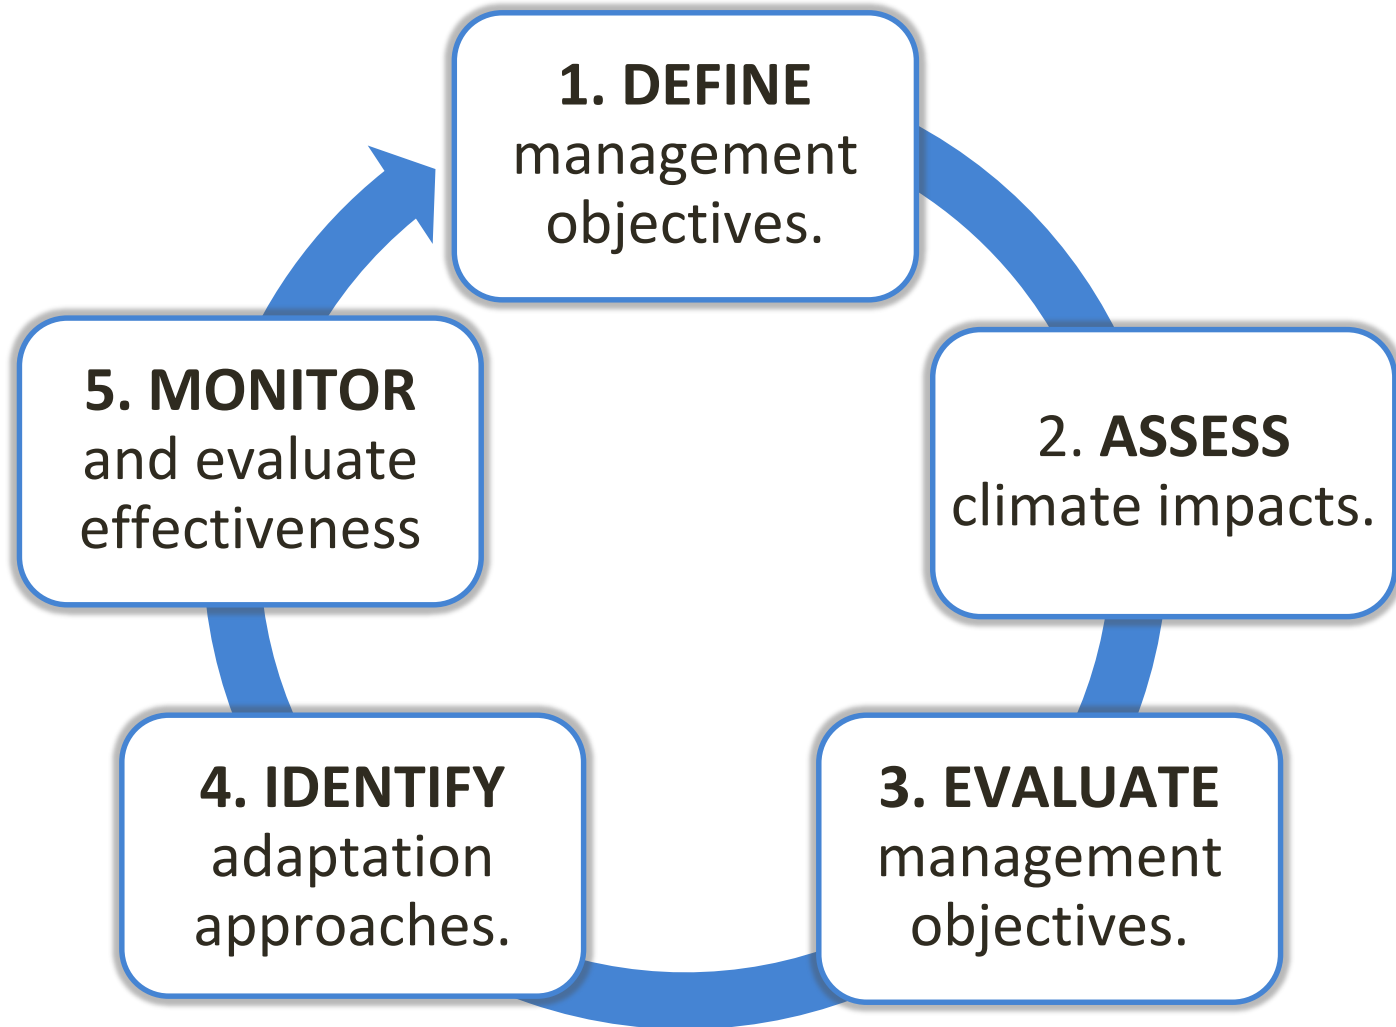 1. DEFINE
management
objectives.
2. ASSESS
climate impacts.
3. EVALUATE
management
objectives.
4. IDENTIFY
adaptation
approaches.
5. MONITOR
and evaluate
effectiveness